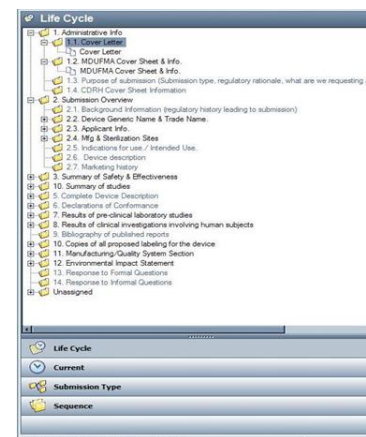 Life Cycle
1. Administrative Info
1.1. Cover Letter
Cover Letter
1.2. MDUFMA Cover Sheet & Info.
MDUFMA Cover Sheet & Info.
1.3. Purpose of submission (Submission type, regulatory rationale, what are we requesting
1.4. CDRH Cover Sheet Information
2. Submission Overview
2.1. Background Information (regulatory history leading to submission)
2.2. Device Generic Name & Trade Name.
2.3. Applicant Info.
2.4. Mfg & Sterilization Sites
2.5. Indications for use / Intended Use.
2.6. Device description
2.7. Marketing history
3. Summary of Safety & Effectiveness
10. Summary of studies
5. Complete Device Description
6. Declarations of Conformance
7. Results of pre-clinical laboratory studies
8. Results of clinical investigations involving human subjects
9. Bibliography of published reports
10. Copies of all proposed labeling for the device
11. Manufacturing/Quality System Section
12. Environmental Impact Statement
13. Response to Formal Questions
14. Response to Informal Questions
Unassigned
Life Cycle
Current
Submission Type
Sequence